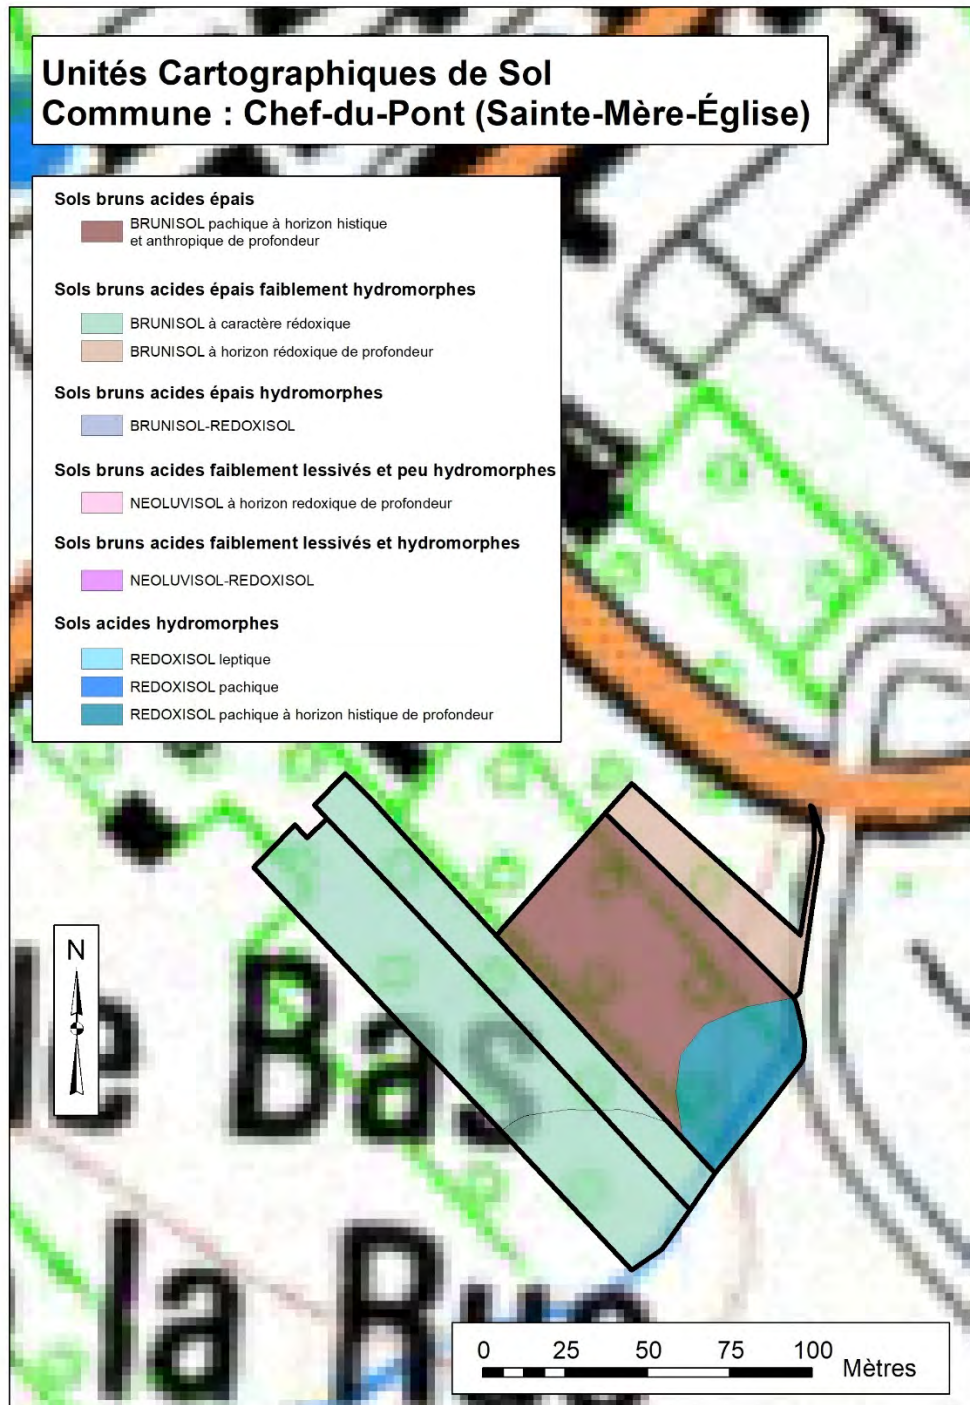 Unités Cartographiques de Sol
Commune : Chef-du-Pont (Sainte-Mère-Église)
Sols bruns acides épais
BRUNISOL pachique à horizon histique
et anthropique de profondeur
Sols bruns acides épais faiblement hydromorphes
BRUNISOL à caractère rédoxique
BRUNISOL à horizon rédoxique de profondeur
Sols bruns acides épais hydromorphes
BRUNISOL-REDOXISOL
Sols bruns acides faiblement lessivés et peu hydromorphes
NEOLUVISOL à horizon redoxique de profondeur
Sols bruns acides faiblement lessivés et hydromorphes
NEOLUVISOL-REDOXISOL
Sols acides hydromorphes
REDOXISOL leptique
REDOXISOL pachique
REDOXISOL pachique à horizon histique de profondeur
N
le Bas
la Rue
0 25 50 75 100 Mètres